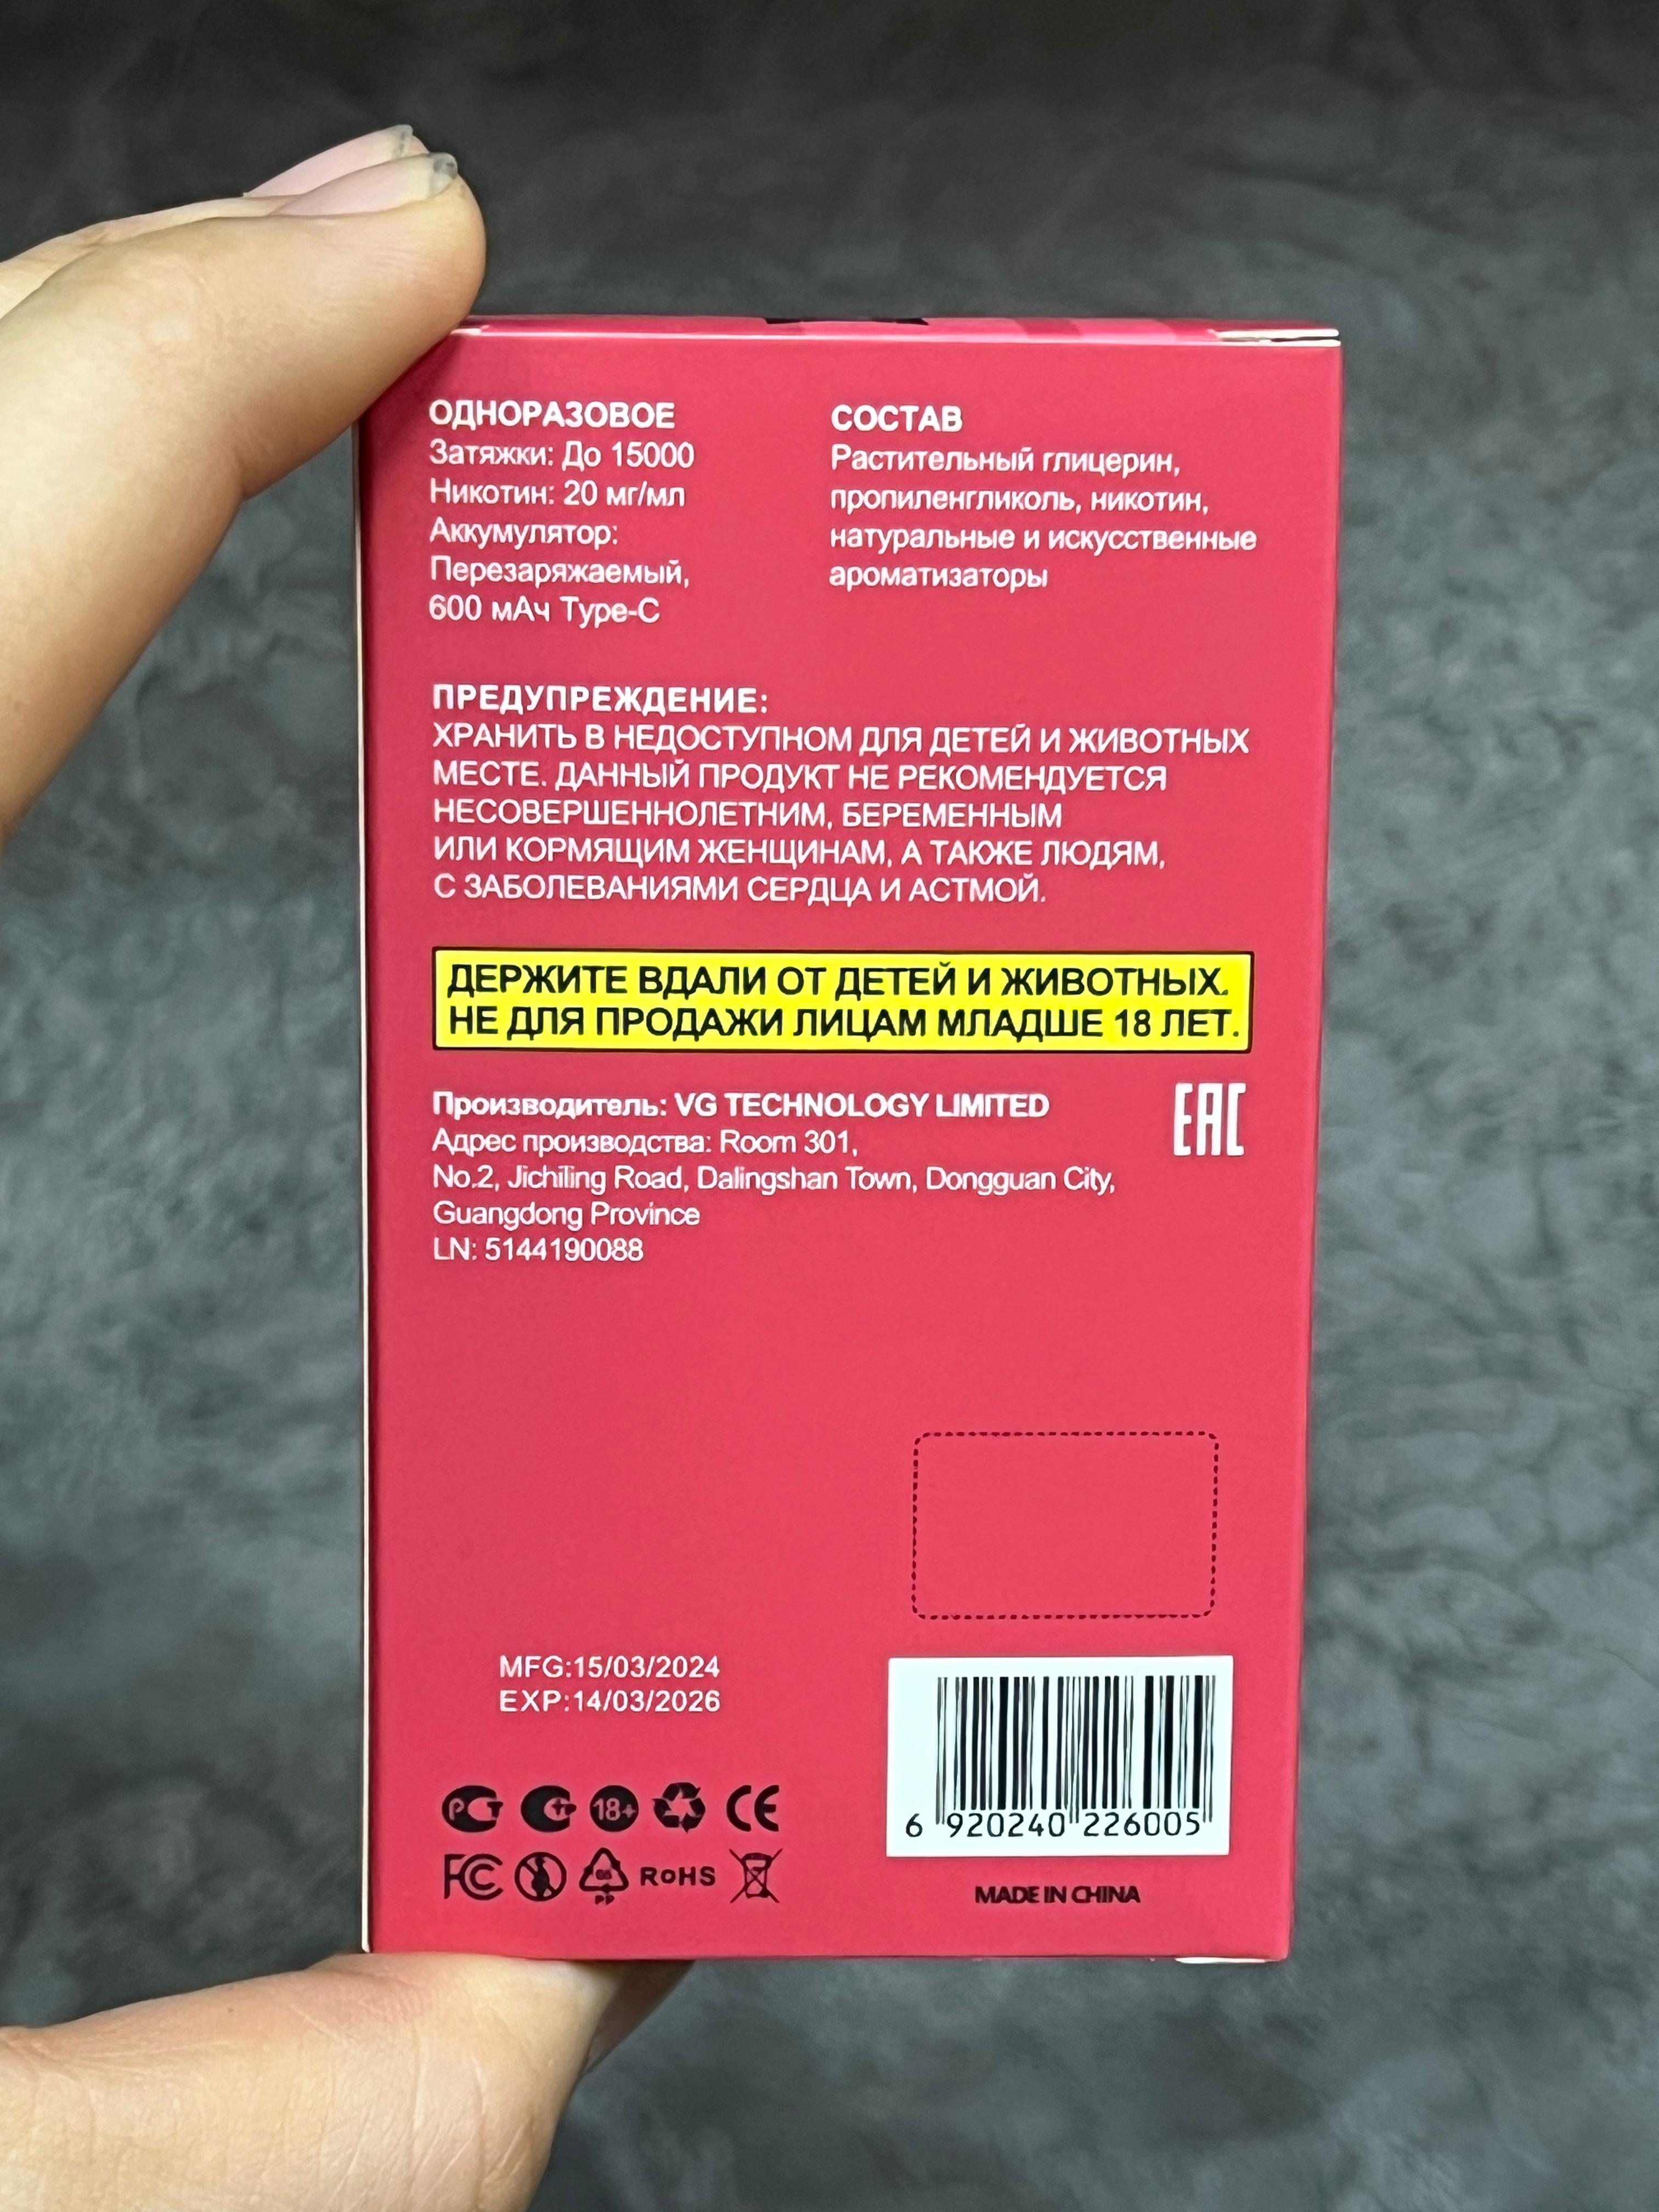 ОДНОРАЗОВОЕ
Затяжки: До 15000
Никотин: 20 мг/мл
Аккумулятор:
Перезаряжаемый,
600 мАч Type-C
СОСТАВ
Растительный глицерин,
пропиленгликоль, никотин,
натуральные и искусственные
ароматизаторы
ПРЕДУПРЕЖДЕНИЕ:
ХРАНИТЬ В НЕДОСТУПНОМ ДЛЯ ДЕТЕЙ И ЖИВОТНЫХ
МЕСТЕ. ДАННЫЙ ПРОДУКТ НЕ РЕКОМЕНДУЕТСЯ
НЕСОВЕРШЕННОЛЕТНИМ, БЕРЕМЕННЫМ
ИЛИ КОРМЯЩИМ ЖЕНЩИНАМ, А ТАКЖЕ ЛЮДЯМ,
С ЗАБОЛЕВАНИЯМИ СЕРДЦА И АСТМОЙ.
ДЕРЖИТЕ ВДАЛИ ОТ ДЕТЕЙ И ЖИВОТНЫХ.
НЕ ДЛЯ ПРОДАЖИ ЛИЦАМ МЛАДШЕ 18 ЛЕТ.
Производитель: VG TECHNOLOGY LIMITED
Адрес производства: Room 301,
No.2, Jichiling Road, Dalingshan Town, Dongguan City,
Guangdong Province
LN: 5144190088
EAC
MFG:15/03/2024
EXP:14/03/2026
18+
CE
FC
RoHS
6 920240 226005
MADE IN CHINA